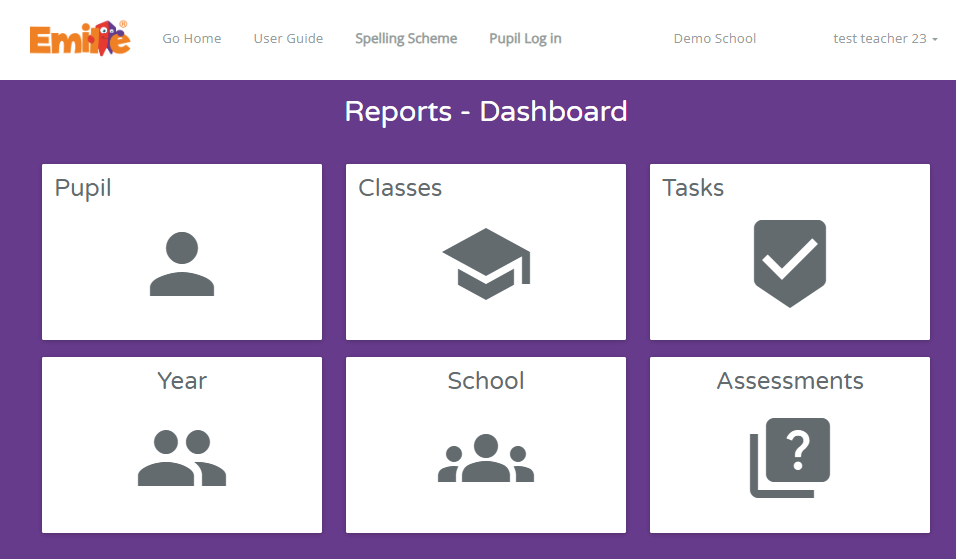 Emile® Go Home User Guide Spelling Scheme Pupil Log in Demo School test teacher 23
Reports - Dashboard
Pupil Classes Tasks
Year School Assessments
?